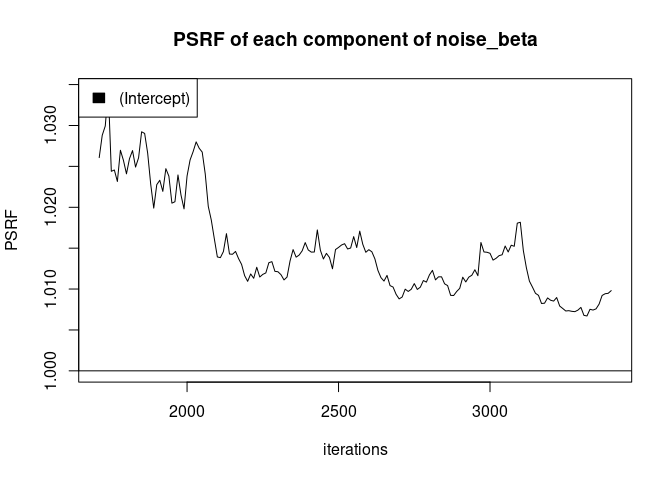 PSRF of each component of noise_beta
(Intercept)
PSRF
1.030
1.020
1.010
1.000
2000 2500 3000
iterations